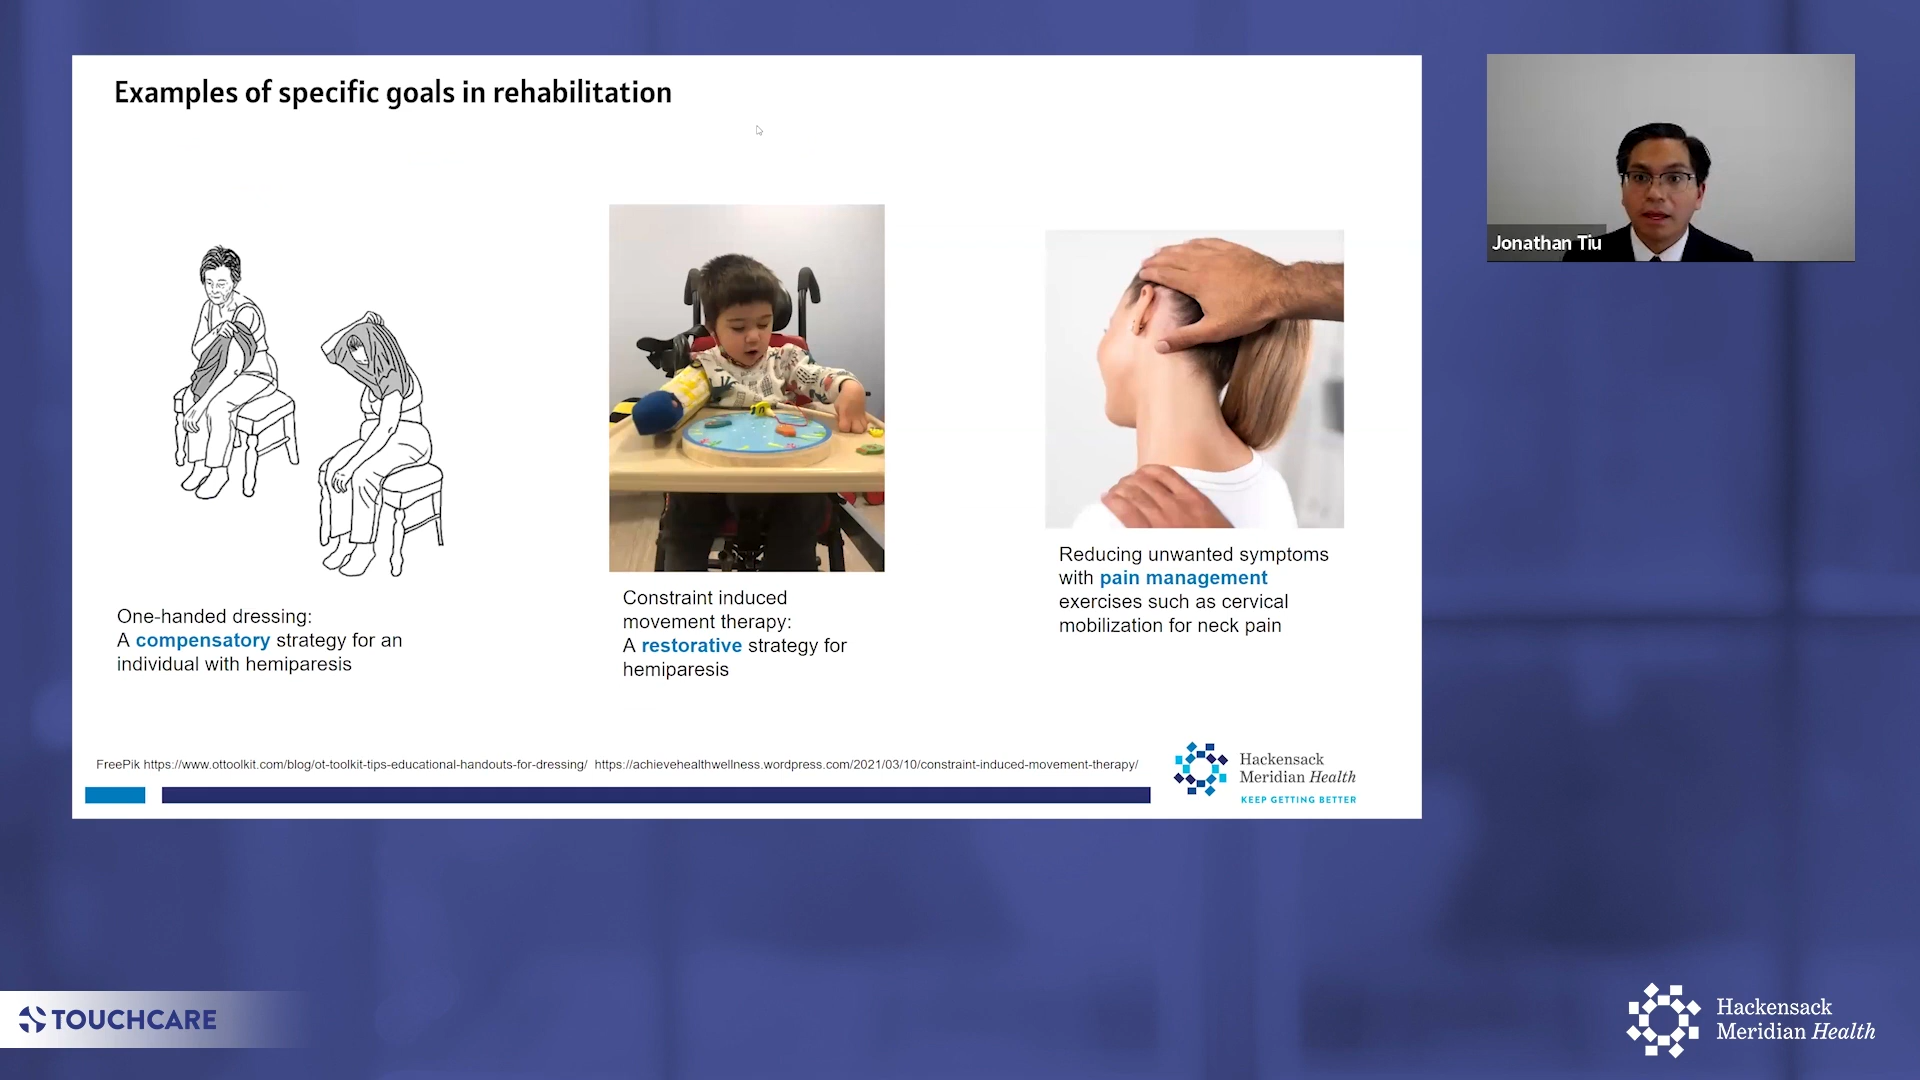 Examples of specific goals in rehabilitation
Jonathan Tiu
One-handed dressing:
A compensatory strategy for an
individual with hemiparesis
Constraint induced
movement therapy:
A restorative strategy for
hemiparesis
Reducing unwanted symptoms
with pain management
exercises such as cervical
mobilization for neck pain
FreePik https://www.ottoolkit.com/blog/ot-toolkit-tips-educational-handouts-for-dressing/ https://achievehealthwellness.wordpress.com/2021/03/10/constraint-induced-movement-therapy/
Hackensack
Meridian Health
KEEP GETTING BETTER
TOUCHCARE
Hackensack
Meridian Health